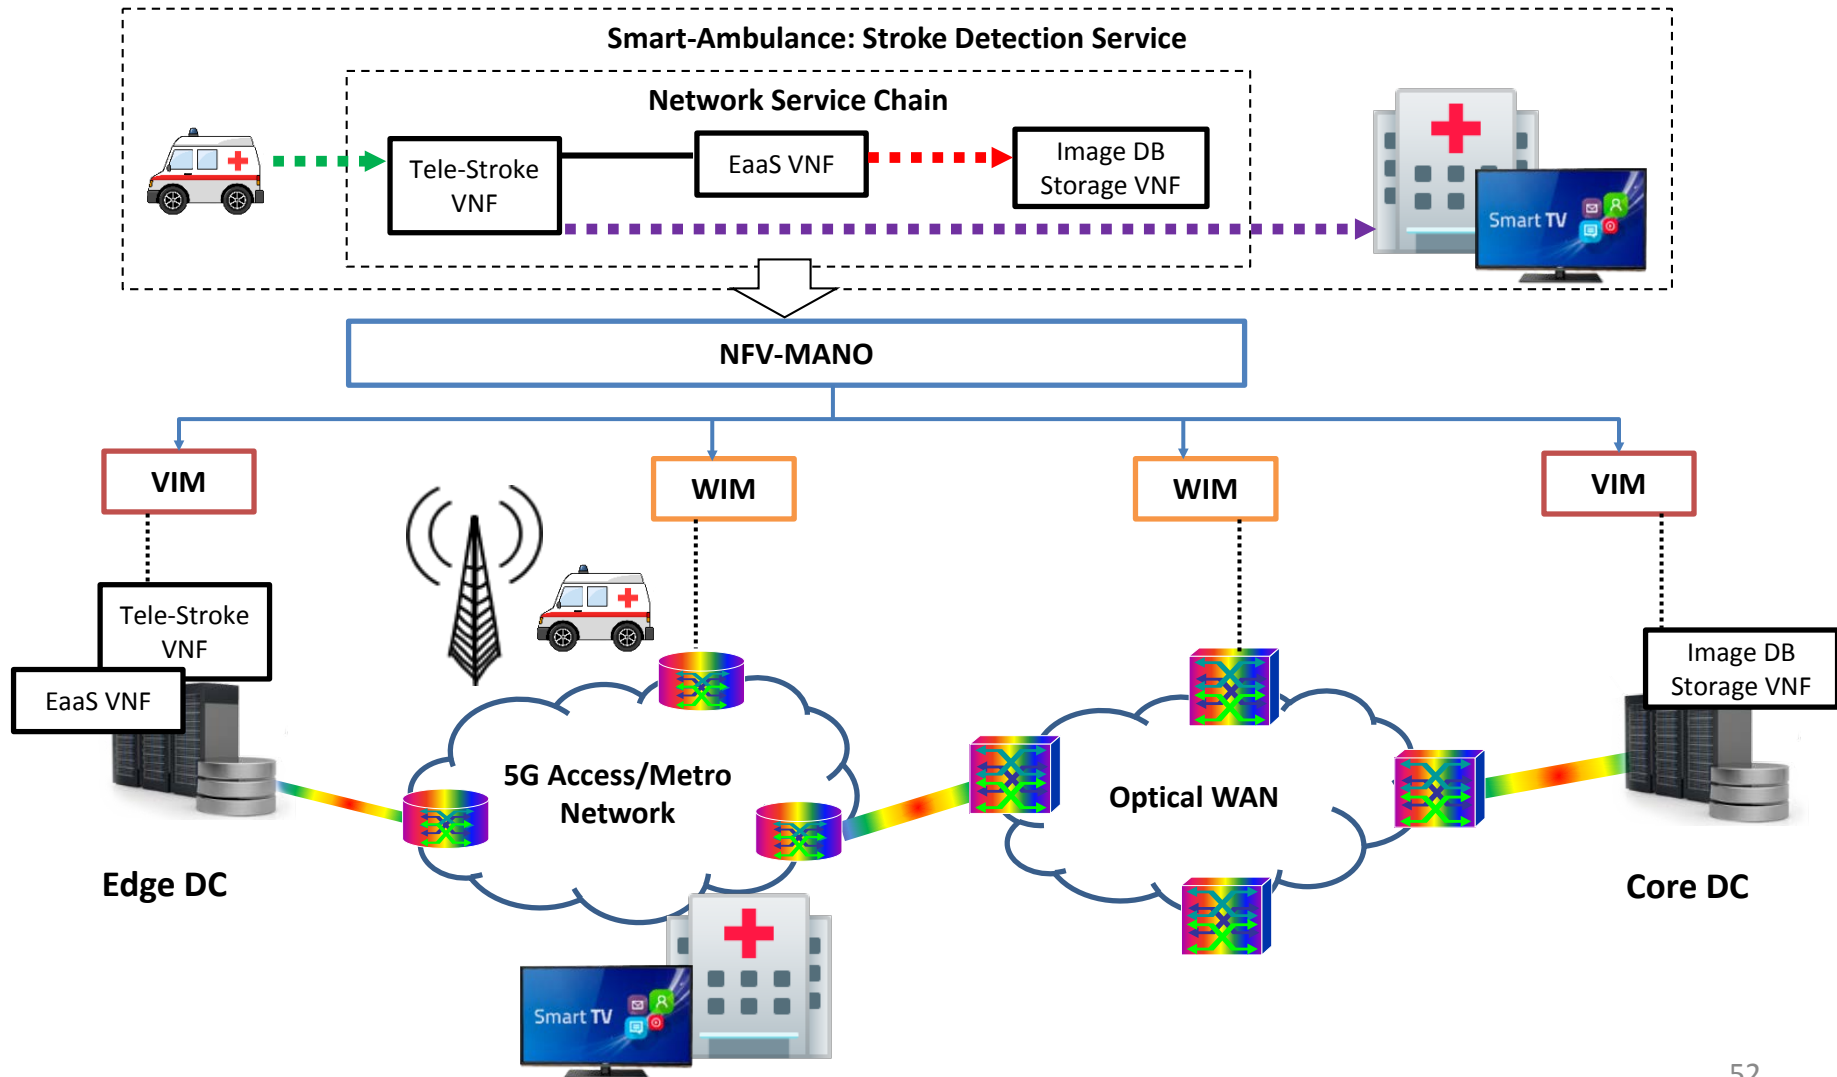 Smart-Ambulance: Stroke Detection Service
Network Service Chain
Tele-Stroke
VNF
EaaS VNF
Image DB
Storage VNF
Smart TV
NFV-MANO
VIM
WIM
WIM
VIM
Tele-Stroke
VNF
EaaS VNF
Image DB
Storage VNF
5G Access/Metro
Network
Optical WAN
Edge DC
Core DC
Smart TV
52